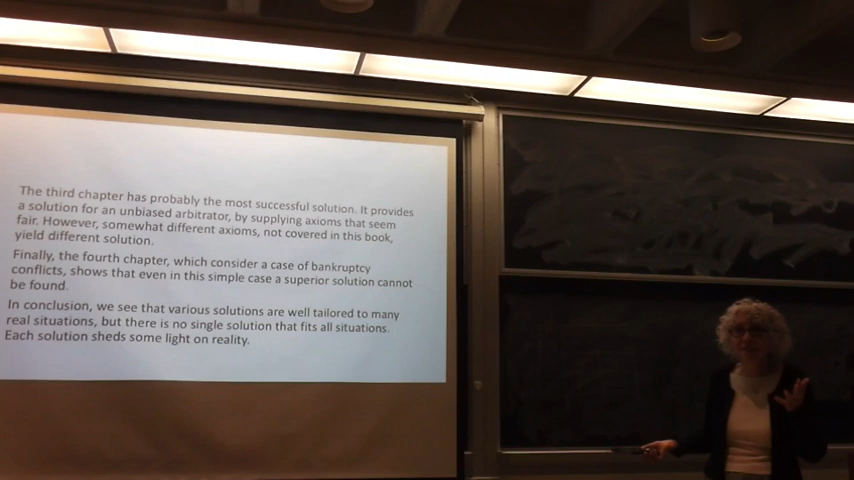 The third chapter has probably the most successful solution. It provides
a solution for an unbiased arbitrator, by supplying axioms that seem
fair. However, somewhat different axioms, not covered in this book,
yield different solution.
Finally, the fourth chapter, which consider a case of bankruptcy
conflicts, shows that even in this simple case a superior solution cannot
be found.
In conclusion, we see that various solutions are well tailored to many
real situations, but there is no single solution that fits all situations.
Each solution sheds some light on reality.